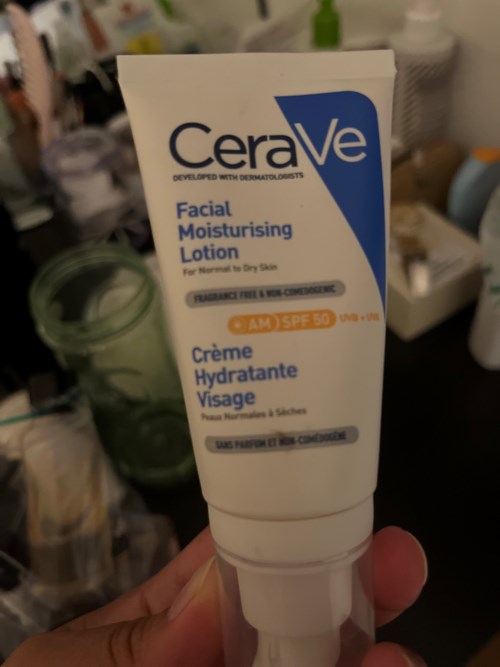 CeraVe
DEVELOPED WITH DERMATOLOGISTS
Facial
Moisturising
Lotion
For Normal to Dry Skin
FRAGRANCE FREE & NON-COMEDOGENIC
AM SPF 50 UVB + UVA
Crème
Hydratante
Visage
Peaux Normales à Sèches
SANS PARFUM ET NON-COMÉDOGÈNE